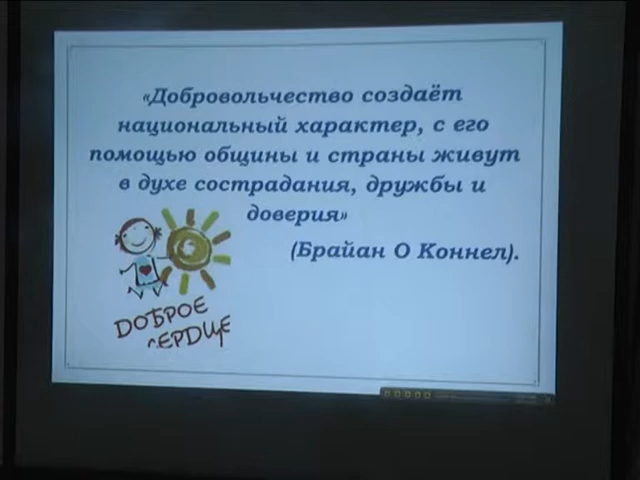 «Добровольчество создаёт
национальный характер, с его
помощью общины и страны живут
в духе сострадания, дружбы и
доверия»
(Брайан О Коннел).
ДОБРОЕ
СЕРДЦЕ